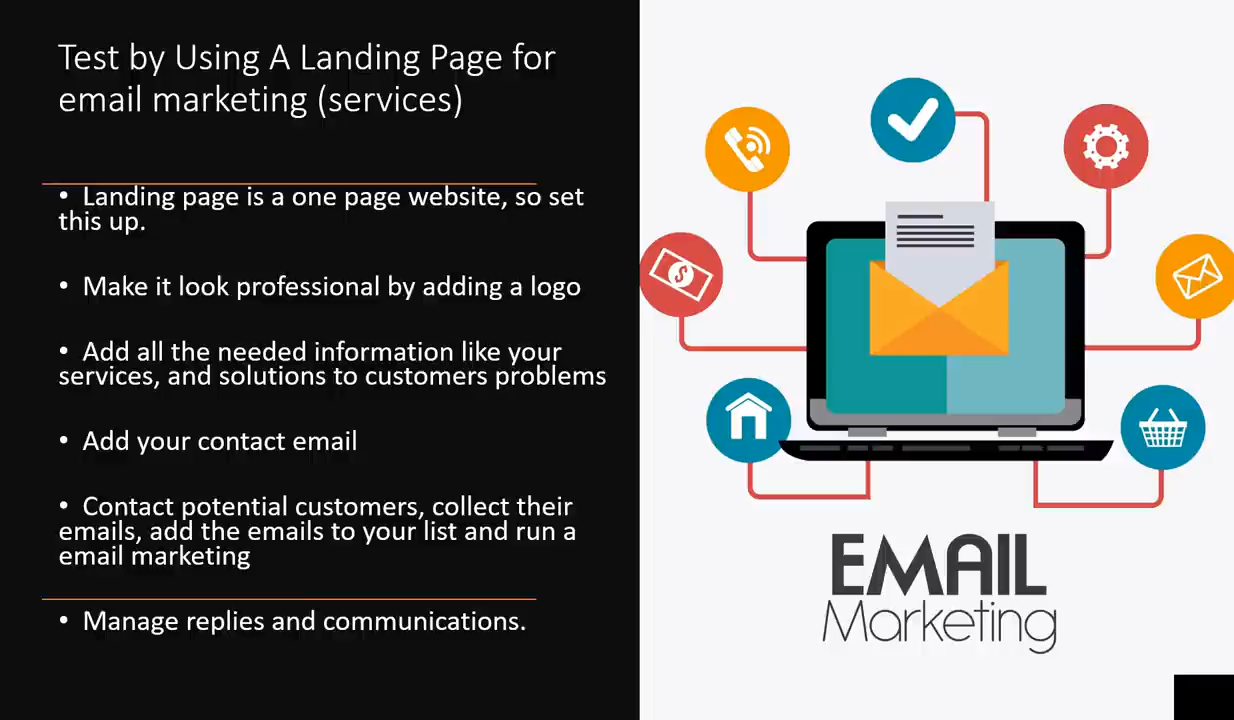 Test by Using A Landing Page for
email marketing (services)
• Landing page is a one page website, so set
this up.
• Make it look professional by adding a logo
• Add all the needed information like your
services, and solutions to customers problems
• Add your contact email
• Contact potential customers, collect their
emails, add the emails to your list and run a
email marketing
• Manage replies and communications.
EMAIL
Marketing